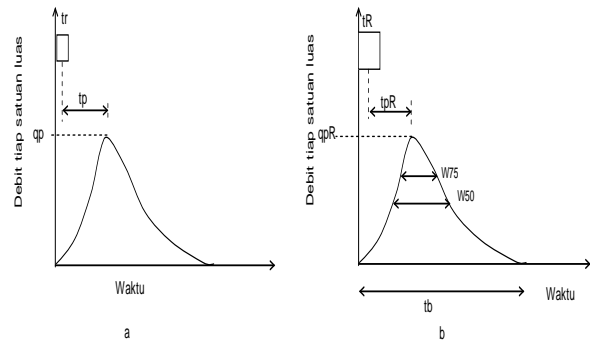 tr
tp
qp
Debit tiap satuan luas
Waktu
a
tR
tpR
qpR
Debit tiap satuan luas
W75
W50
tb
Waktu
b